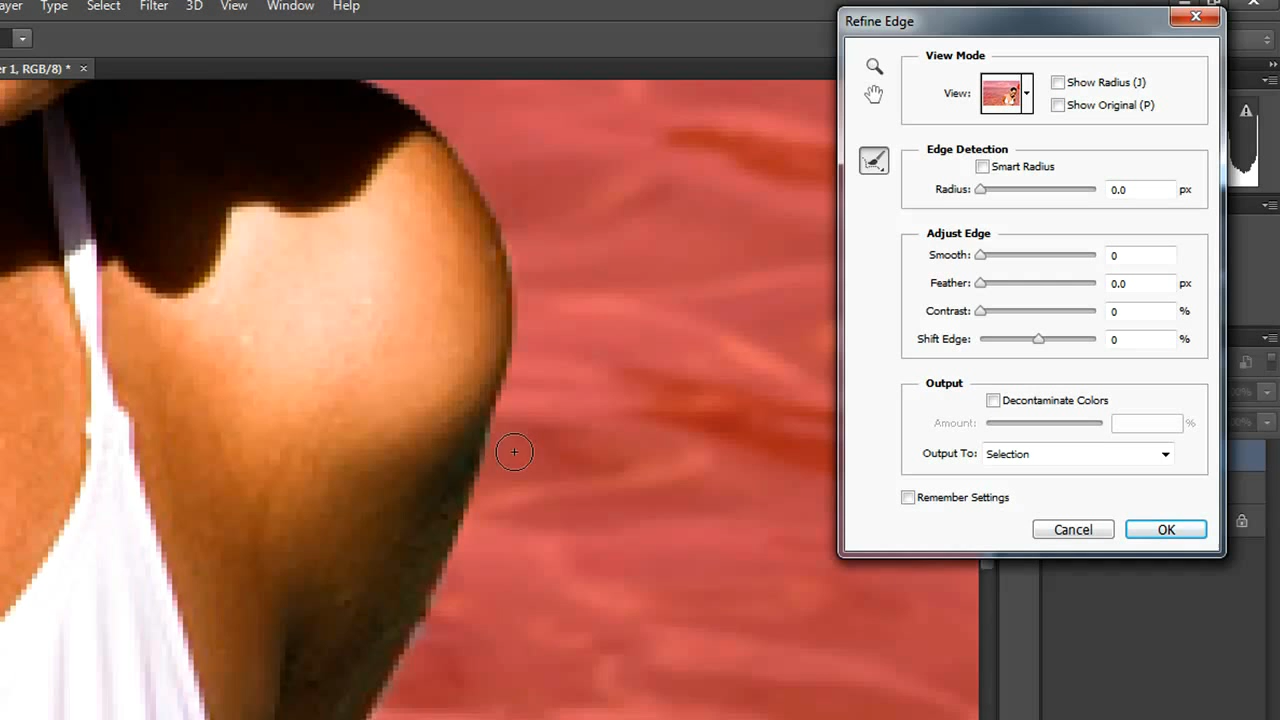 ayer Type Select Filter 3D View Window Help
er 1, RGB/8) * ×
Refine Edge
View Mode
View:
Show Radius (J)
Show Original (P)
Edge Detection
Smart Radius
Radius: 0.0 px
Adjust Edge
Smooth: 0
Feather: 0.0 px
Contrast: 0 %
Shift Edge: 0 %
Output
Decontaminate Colors
Amount: %
Output To: Selection
Remember Settings
Cancel OK